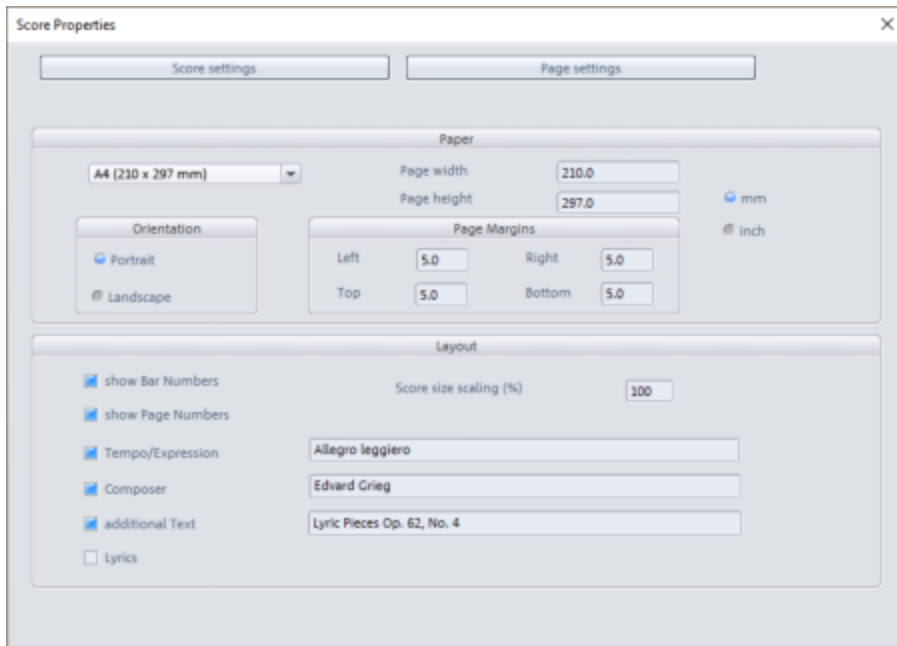 Score Properties
Score settings Page settings
Paper
A4 (210 x 297 mm) Page width 210.0
Page height 297.0 mm
Orientation Page Margins inch
Portrait Left 5.0 Right 5.0
Landscape Top 5.0 Bottom 5.0
Layout
show Bar Numbers Score size scaling (%) 100
show Page Numbers
Tempo/Expression Allegro leggiero
Composer Edvard Grieg
additional Text Lyric Pieces Op. 62, No. 4
Lyrics